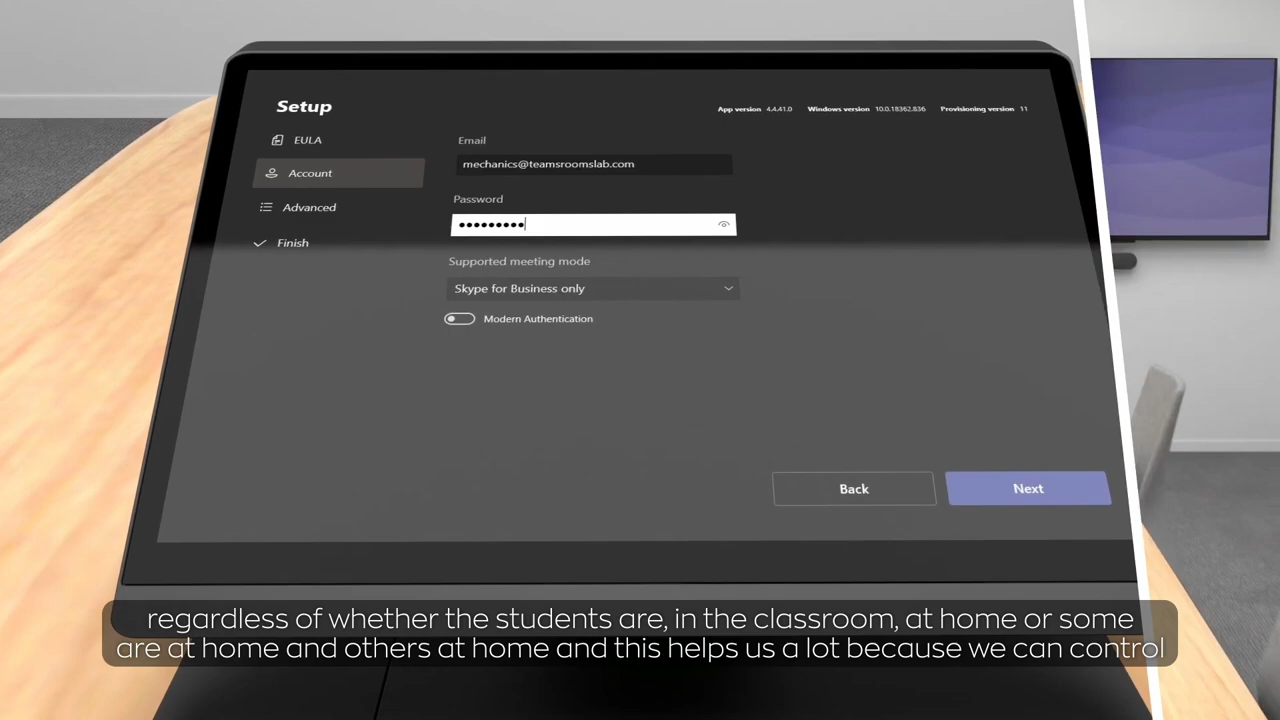 Setup
App version 4.4.41.0 Windows version 10.0.18362.836 Provisioning version 11
EULA
Account
Advanced
Finish
Email
mechanics@teamsroomslab.com
Password
Supported meeting mode
Skype for Business only
Modern Authentication
Back
Next
regardless of whether the students are, in the classroom, at home or some
are at home and others at home and this helps us a lot because we can control